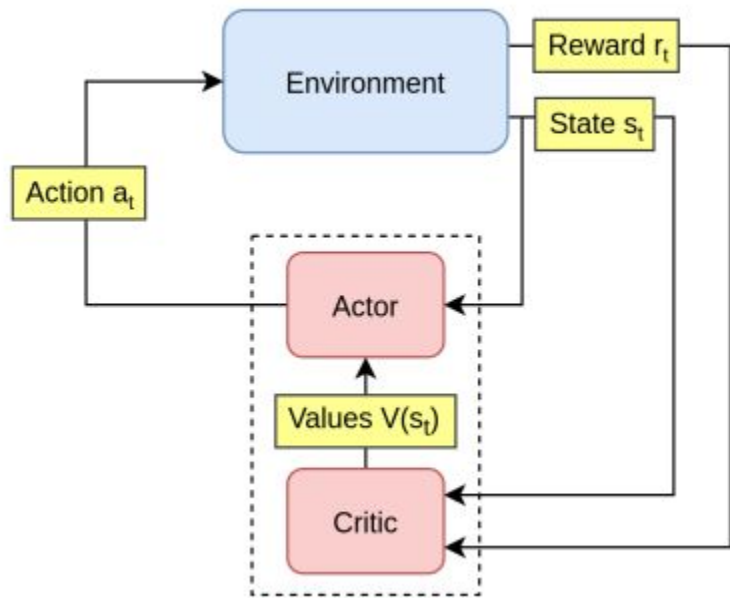 Environment
Reward rₜ
State sₜ
Action aₜ
Actor
Values V(sₜ)
Critic